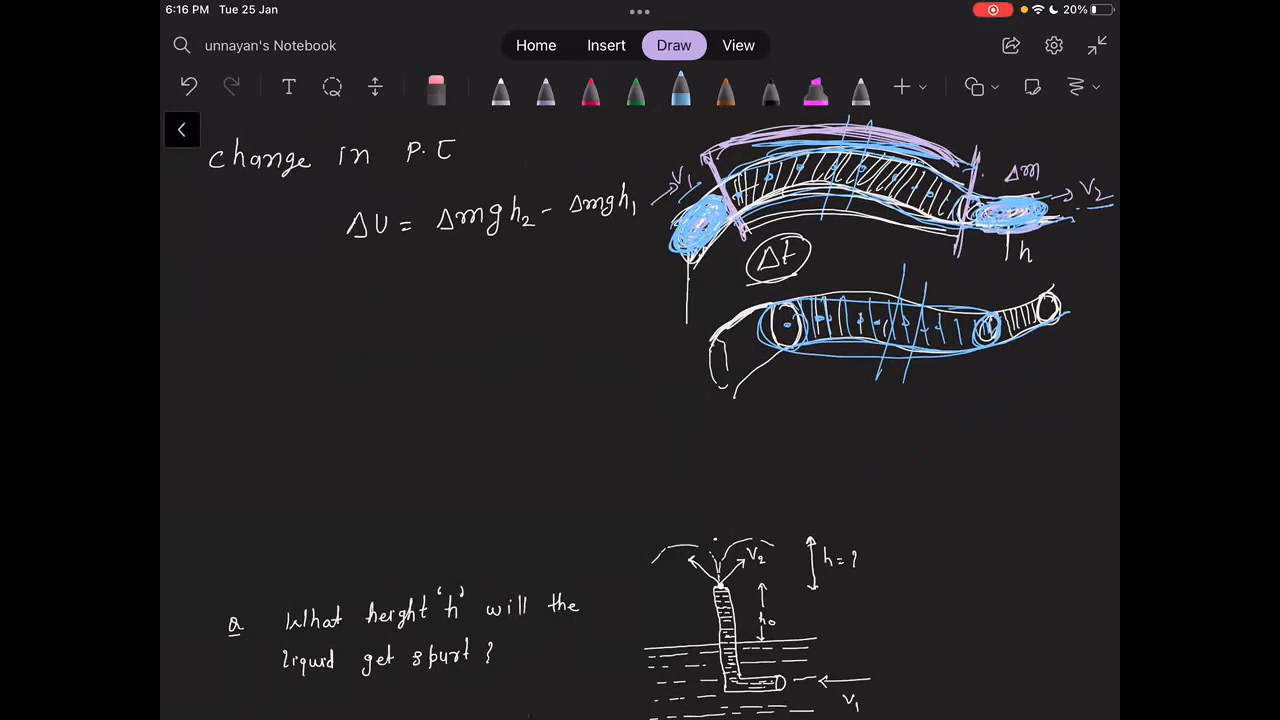 6:16 PM Tue 25 Jan
20%
unnayan's Notebook
Home Insert Draw View
change in P.E
ΔU = Δmgh₂ - Δmgh₁
V₁
Δm
V₂
h
Δt
V₂
h = ?
h₀
Q What height 'h' will the
liquid get spurt ?
V₁